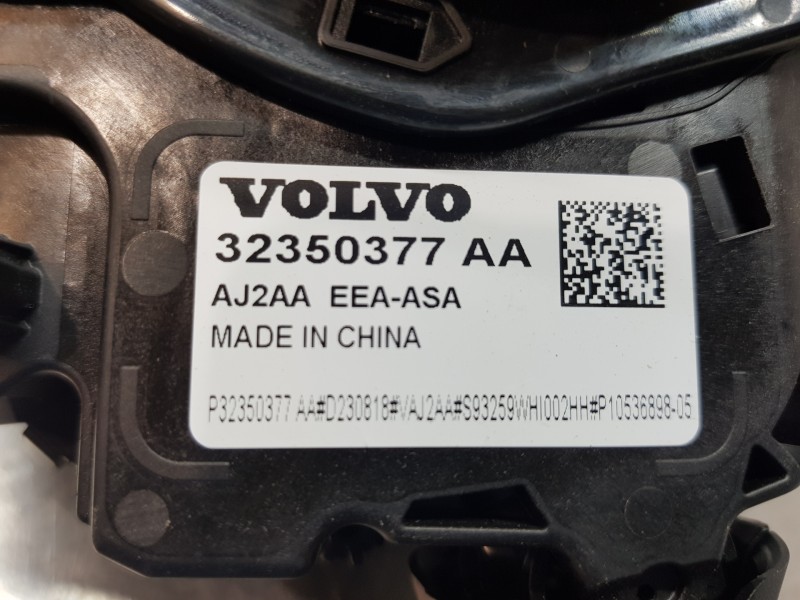 VOLVO
32350377 AA
AJ2AA EEA-ASA
MADE IN CHINA
P32350377 AA#D230818#VAJ2AA#S93259WHI002HH#P10536898-05